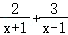 2/(x+1) + 3/(x-1)